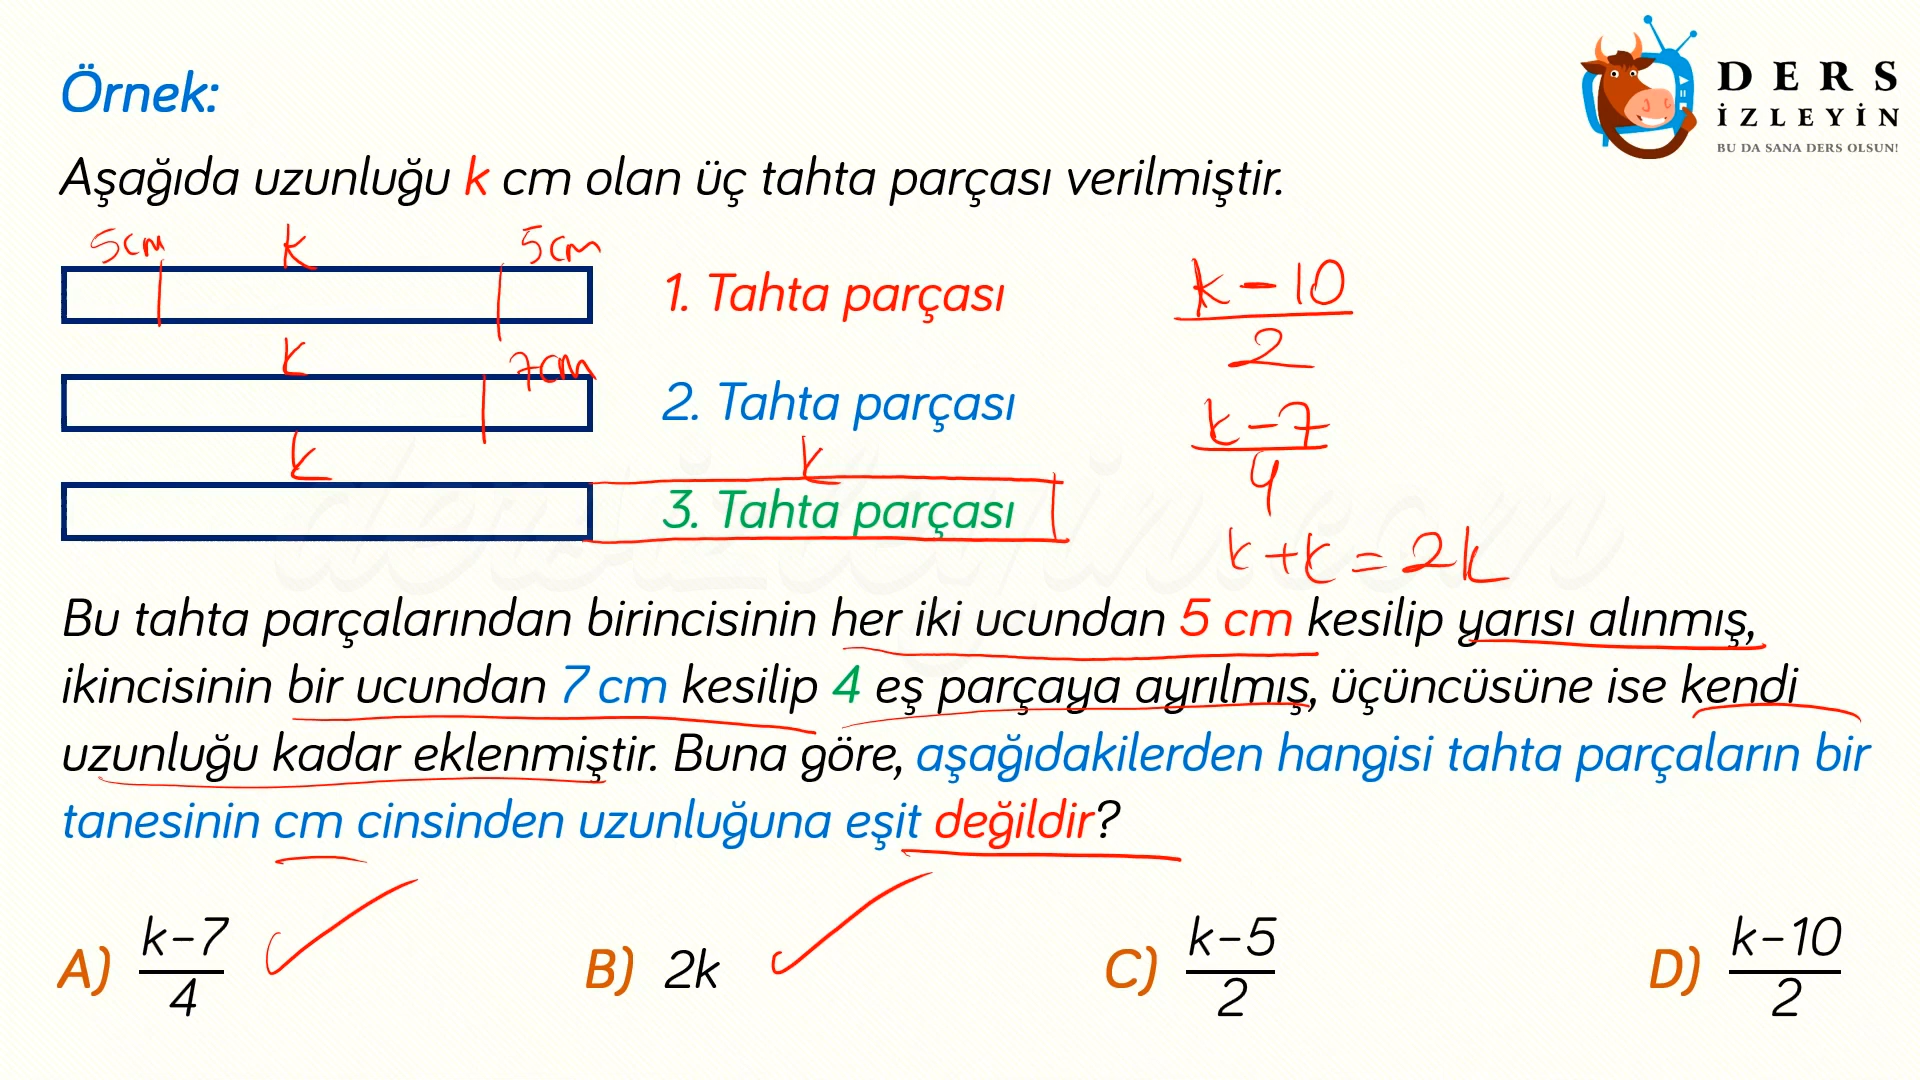 DERS
İZLEYİN
BU DA SANA DERS OLSUN!
Örnek:
Aşağıda uzunluğu k cm olan üç tahta parçası verilmiştir.
5cm k 5cm
1. Tahta parçası
k-10
2
k 7cm
2. Tahta parçası
k-7
4
k k
3. Tahta parçası
k+k=2k
Bu tahta parçalarından birincisinin her iki ucundan 5 cm kesilip yarısı alınmış,
ikincisinin bir ucundan 7 cm kesilip 4 eş parçaya ayrılmış, üçüncüsüne ise kendi
uzunluğu kadar eklenmiştir. Buna göre, aşağıdakilerden hangisi tahta parçaların bir
tanesinin cm cinsinden uzunluğuna eşit değildir?
A) k-7
4
B) 2k
C) k-5
2
D) k-10
2
dersizleyin.com